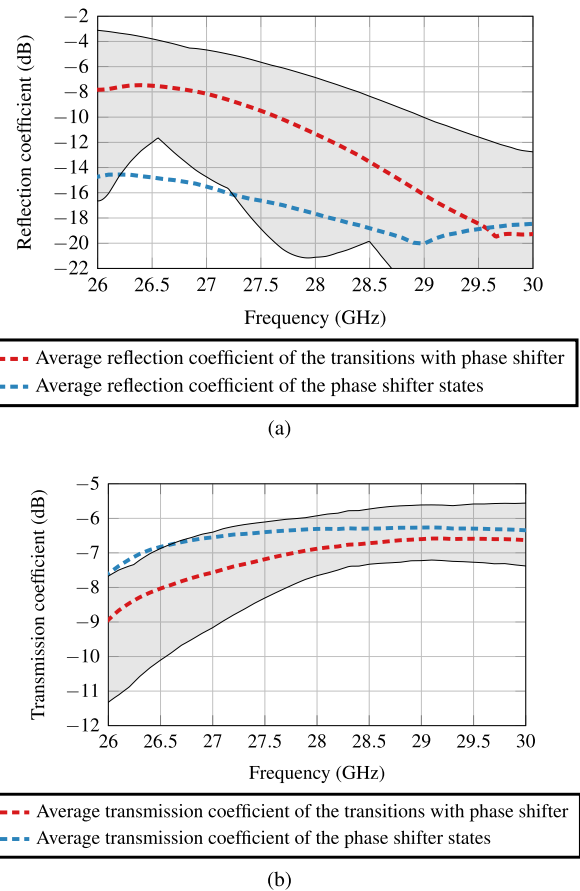 −2
−4
−6
−8
−10
−12
−14
−16
−18
−20
−22
Reflection coefficient (dB)
26 26.5 27 27.5 28 28.5 29 29.5 30
Frequency (GHz)
Average reflection coefficient of the transitions with phase shifter
Average reflection coefficient of the phase shifter states
(a)
−5
−6
−7
−8
−9
−10
−11
−12
Transmission coefficient (dB)
26 26.5 27 27.5 28 28.5 29 29.5 30
Frequency (GHz)
Average transmission coefficient of the transitions with phase shifter
Average transmission coefficient of the phase shifter states
(b)